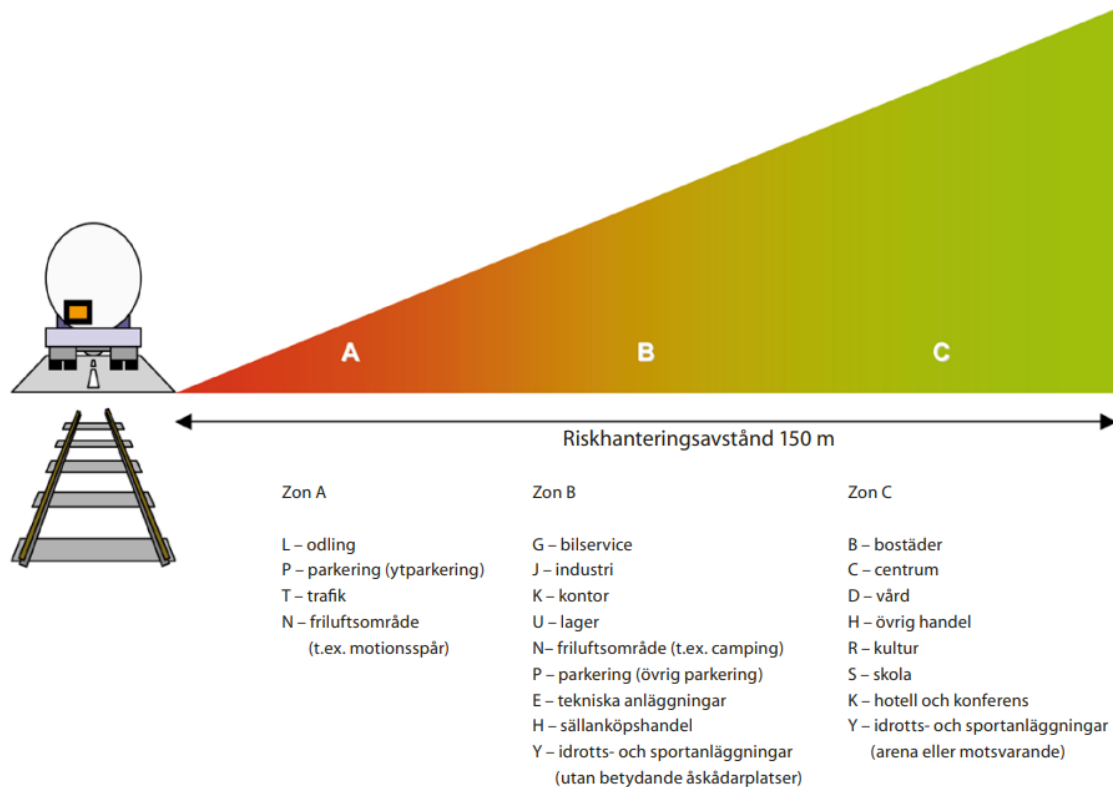 A
B
C
Riskhanteringsavstånd 150 m
Zon A
L – odling
P – parkering (ytparkering)
T – trafik
N – friluftsområde
(t.ex. motionsspår)
Zon B
G – bilservice
J – industri
K – kontor
U – lager
N– friluftsområde (t.ex. camping)
P – parkering (övrig parkering)
E – tekniska anläggningar
H – sällanköpshandel
Y – idrotts- och sportanläggningar
(utan betydande åskådarplatser)
Zon C
B – bostäder
C – centrum
D – vård
H – övrig handel
R – kultur
S – skola
K – hotell och konferens
Y – idrotts- och sportanläggningar
(arena eller motsvarande)